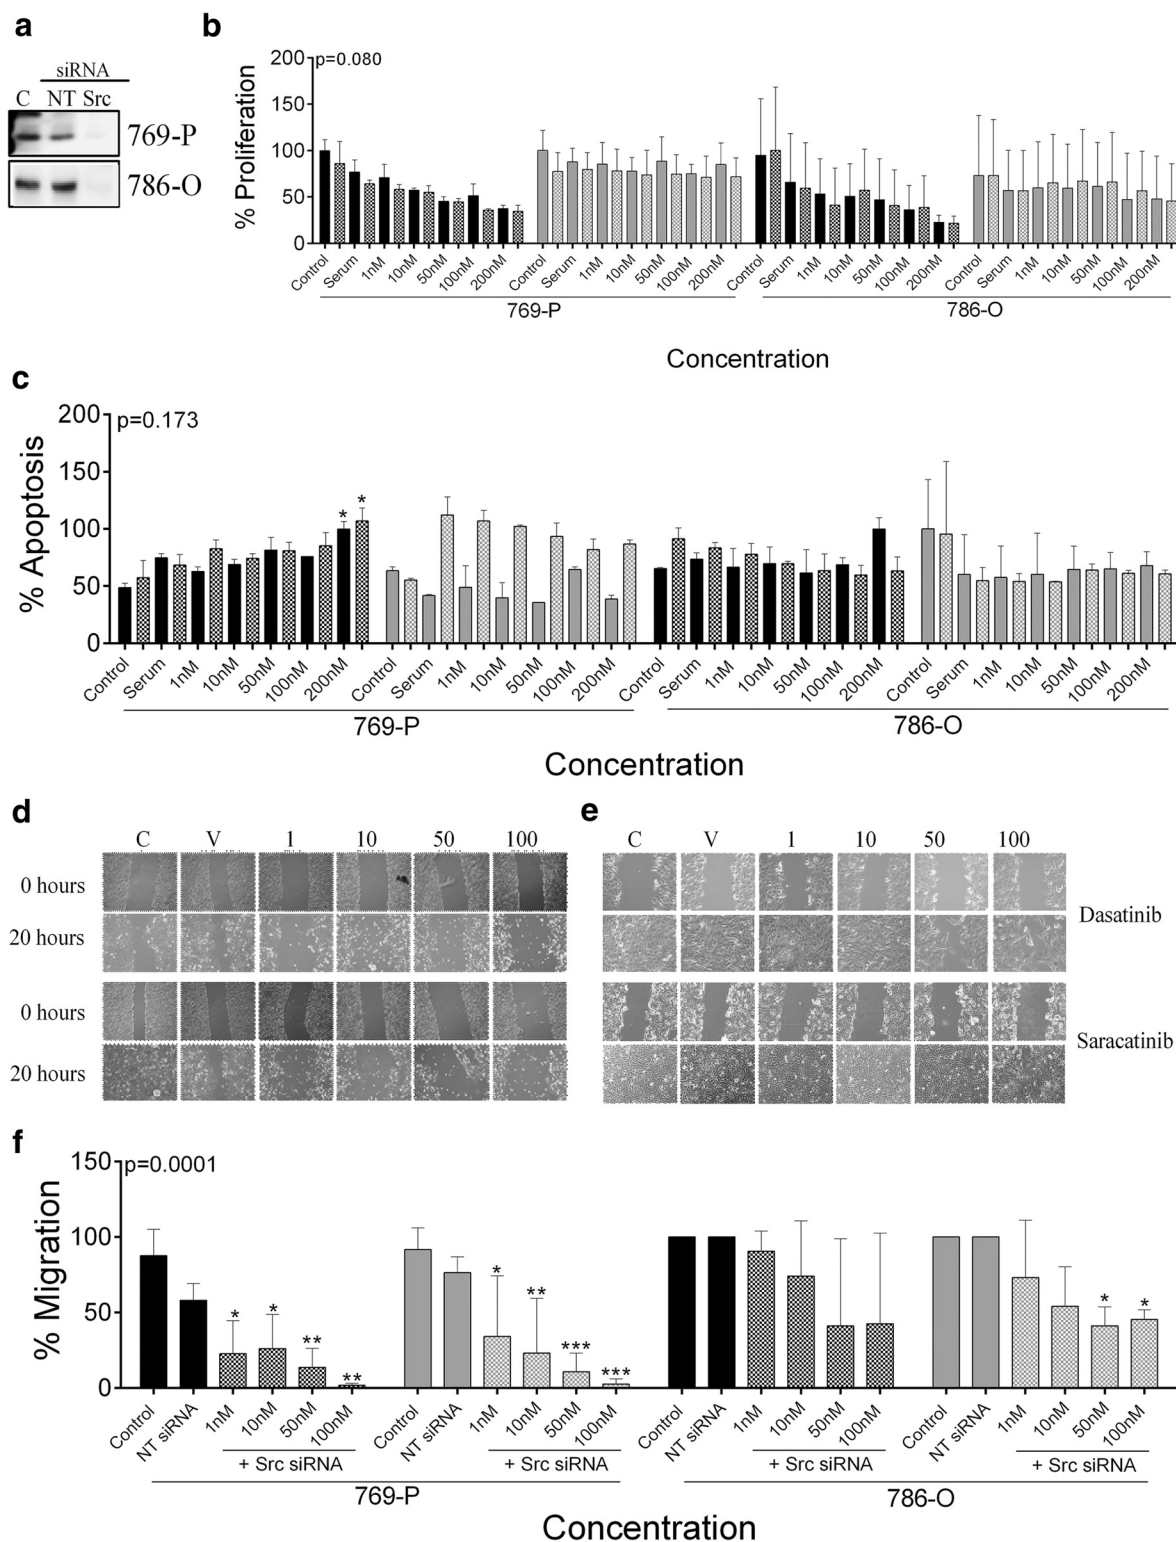 a
siRNA
C NT Src
769-P
786-O
b
% Proliferation
200
150
100
50
0
p=0.080
Control Serum 1nM 10nM 50nM 100nM 200nM Control Serum 1nM 10nM 50nM 100nM 200nM Control Serum 1nM 10nM 50nM 100nM 200nM Control Serum 1nM 10nM 50nM 100nM 200nM
769-P 786-O
Concentration
c
% Apoptosis
200
150
100
50
0
p=0.173
* *
Control Serum 1nM 10nM 50nM 100nM 200nM Control Serum 1nM 10nM 50nM 100nM 200nM Control Serum 1nM 10nM 50nM 100nM 200nM Control Serum 1nM 10nM 50nM 100nM 200nM
769-P 786-O
Concentration
d
C V 1 10 50 100
0 hours
20 hours
0 hours
20 hours
e
C V 1 10 50 100
Dasatinib
Saracatinib
f
% Migration
150
100
50
0
p=0.0001
* * ** ** * ** *** *** * *
Control NT siRNA 1nM 10nM 50nM 100nM Control NT siRNA 1nM 10nM 50nM 100nM Control NT siRNA 1nM 10nM 50nM 100nM Control NT siRNA 1nM 10nM 50nM 100nM
+ Src siRNA + Src siRNA + Src siRNA + Src siRNA
769-P 786-O
Concentration